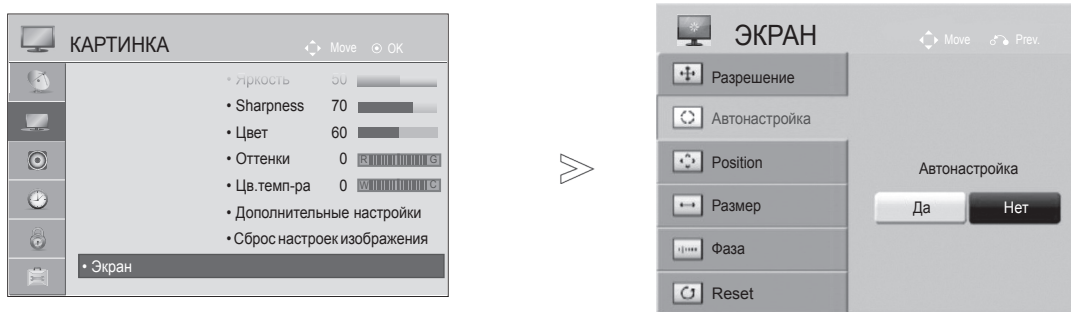 КАРТИНКА
Move OK
• Яркость 50
• Sharpness 70
• Цвет 60
• Оттенки 0 R G
• Цв.темп-ра 0 W C
• Дополнительные настройки
• Сброс настроек изображения
• Экран
ЭКРАН
Move Prev.
Разрешение
Автонастройка
Position
Размер
Фаза
Reset
Автонастройка
Да Нет